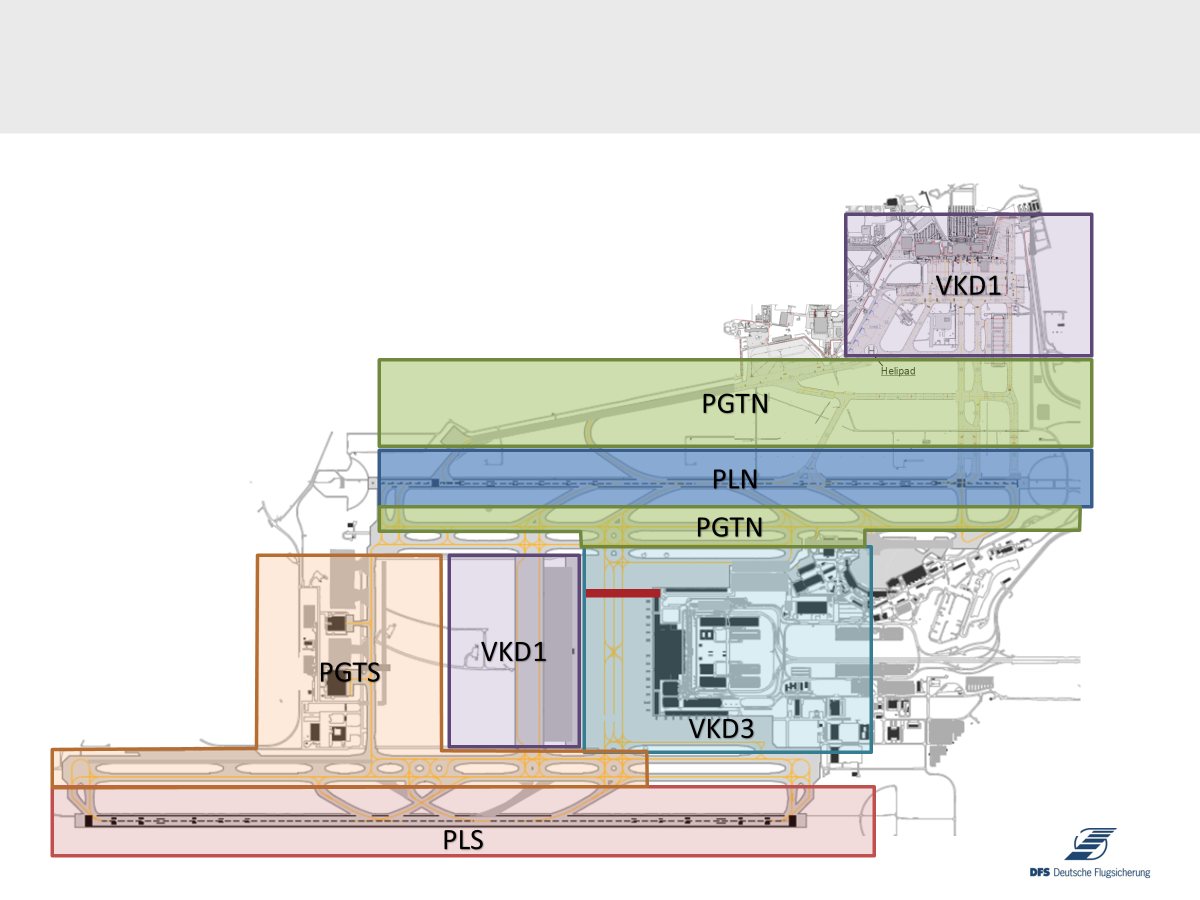 VKD1
Helipad
PGTN
PLN
PGTN
VKD1
PGTS
VKD3
PLS
DFS Deutsche Flugsicherung